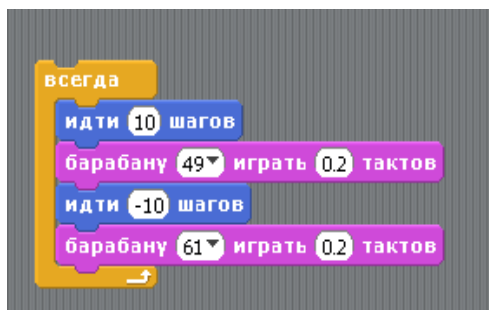 всегда
идти 10 шагов
барабану 49 играть 0.2 тактов
идти -10 шагов
барабану 61 играть 0.2 тактов